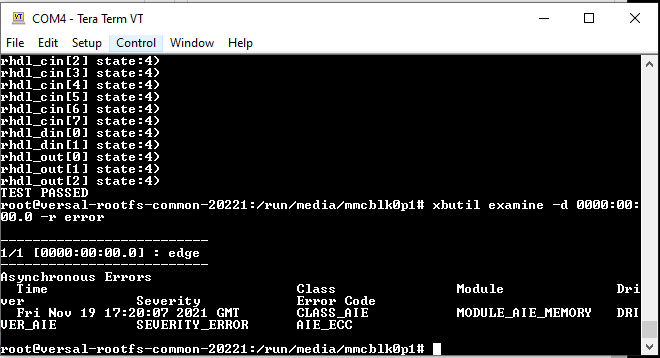 COM4 - Tera Term VT
File Edit Setup Control Window Help
rhdl_cin[2] state:4)
rhdl_cin[3] state:4)
rhdl_cin[4] state:4)
rhdl_cin[5] state:4)
rhdl_cin[6] state:4)
rhdl_cin[7] state:4)
rhdl_din[0] state:4)
rhdl_din[1] state:4)
rhdl_out[0] state:4)
rhdl_out[1] state:4)
rhdl_out[2] state:4)
TEST PASSED
root@versal-rootfs-common-20221:/run/media/mmcblk0p1# xbutil examine -d 0000:00:
00.0 -r error
--------------------------
1/1 [0000:00:00.0] : edge
--------------------------
Asynchronous Errors
Time Class Module Dri
ver Severity Error Code
Fri Nov 19 17:20:07 2021 GMT CLASS_AIE MODULE_AIE_MEMORY DRI
VER_AIE SEVERITY_ERROR AIE_ECC
root@versal-rootfs-common-20221:/run/media/mmcblk0p1#